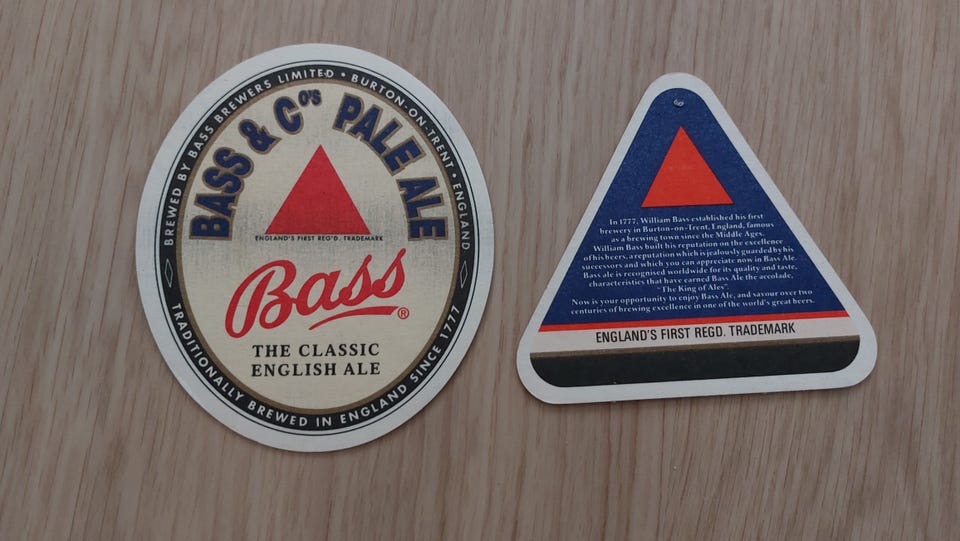 BREWED BY BASS BREWERS LIMITED • BURTON-ON-TRENT • ENGLAND
BASS & Cº'S PALE ALE
ENGLAND'S FIRST REG'D. TRADEMARK
Bass®
THE CLASSIC
ENGLISH ALE
TRADITIONALLY BREWED IN ENGLAND SINCE 1777
In 1777, William Bass established his first
brewery in Burton-on-Trent, England, famous
as a brewing town since the Middle Ages.
William Bass built his reputation on the excellence
of his beers, a reputation which is jealously guarded by his
successors and which you can appreciate now in Bass Ale.
Bass ale is recognised worldwide for its quality and taste,
characteristics that have earned Bass Ale the accolade,
"The King of Ales".
Now is your opportunity to enjoy Bass Ale, and savour over two
centuries of brewing excellence in one of the world's great beers.
ENGLAND'S FIRST REGD. TRADEMARK